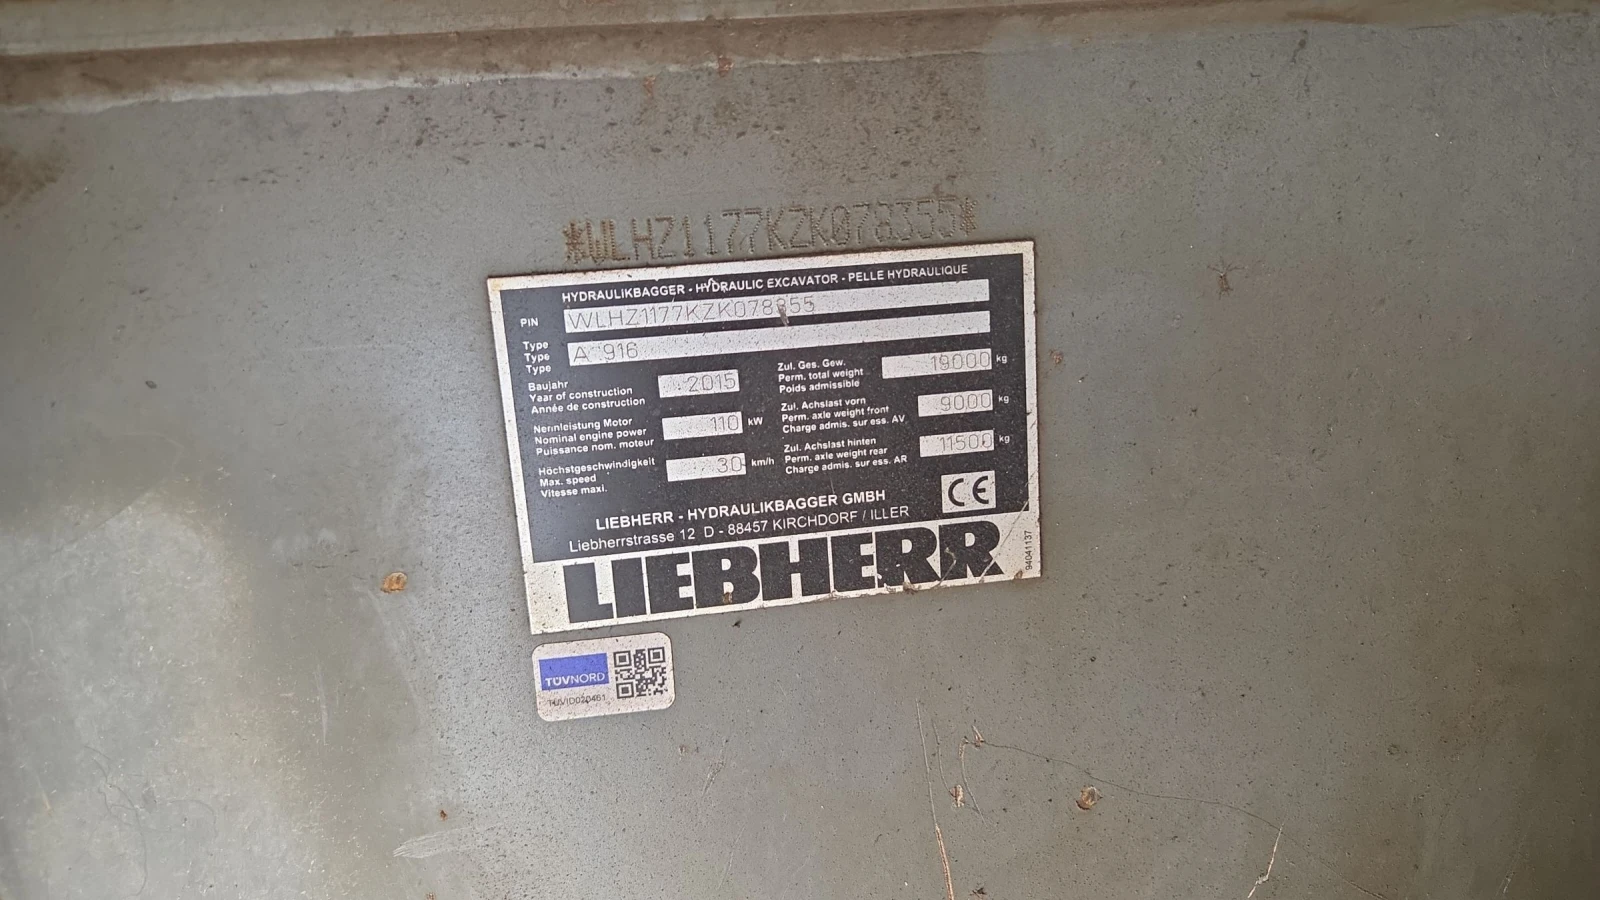 *WLHZ1177KZK078355*
HYDRAULIKBAGGER - HYDRAULIC EXCAVATOR - PELLE HYDRAULIQUE
PIN WLHZ1177KZK078355
Type
Type A 916
Type
Baujahr
Year of construction 2015
Année de construction
Nennleistung Motor
Nominal engine power 110 kW
Puissance nom. moteur
Höchstgeschwindigkeit
Max. speed 30 km/h
Vitesse maxi.
Zul. Ges. Gew.
Perm. total weight 19000 kg
Poids admissible
Zul. Achslast vorn
Perm. axle weight front 9000 kg
Charge admis. sur ess. AV
Zul. Achslast hinten
Perm. axle weight rear 11500 kg
Charge admis. sur ess. AR
LIEBHERR - HYDRAULIKBAGGER GMBH
Liebherrstrasse 12 D - 88457 KIRCHDORF / ILLER
CE
LIEBHERR
94041137
TÜVNORD
TÜVID020461